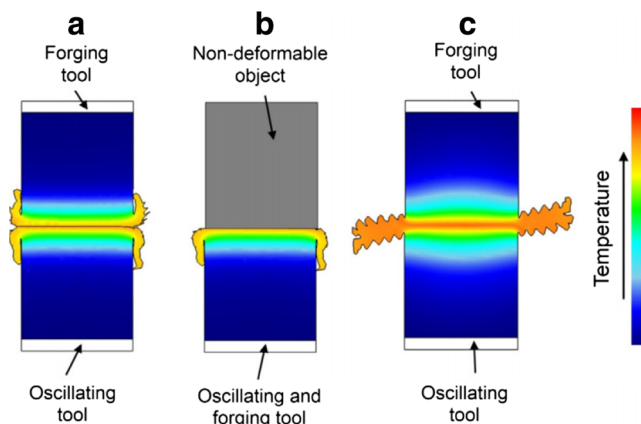 a
b
c
Forging
tool
Non-deformable
object
Forging
tool
Temperature
Oscillating
tool
Oscillating and
forging tool
Oscillating
tool